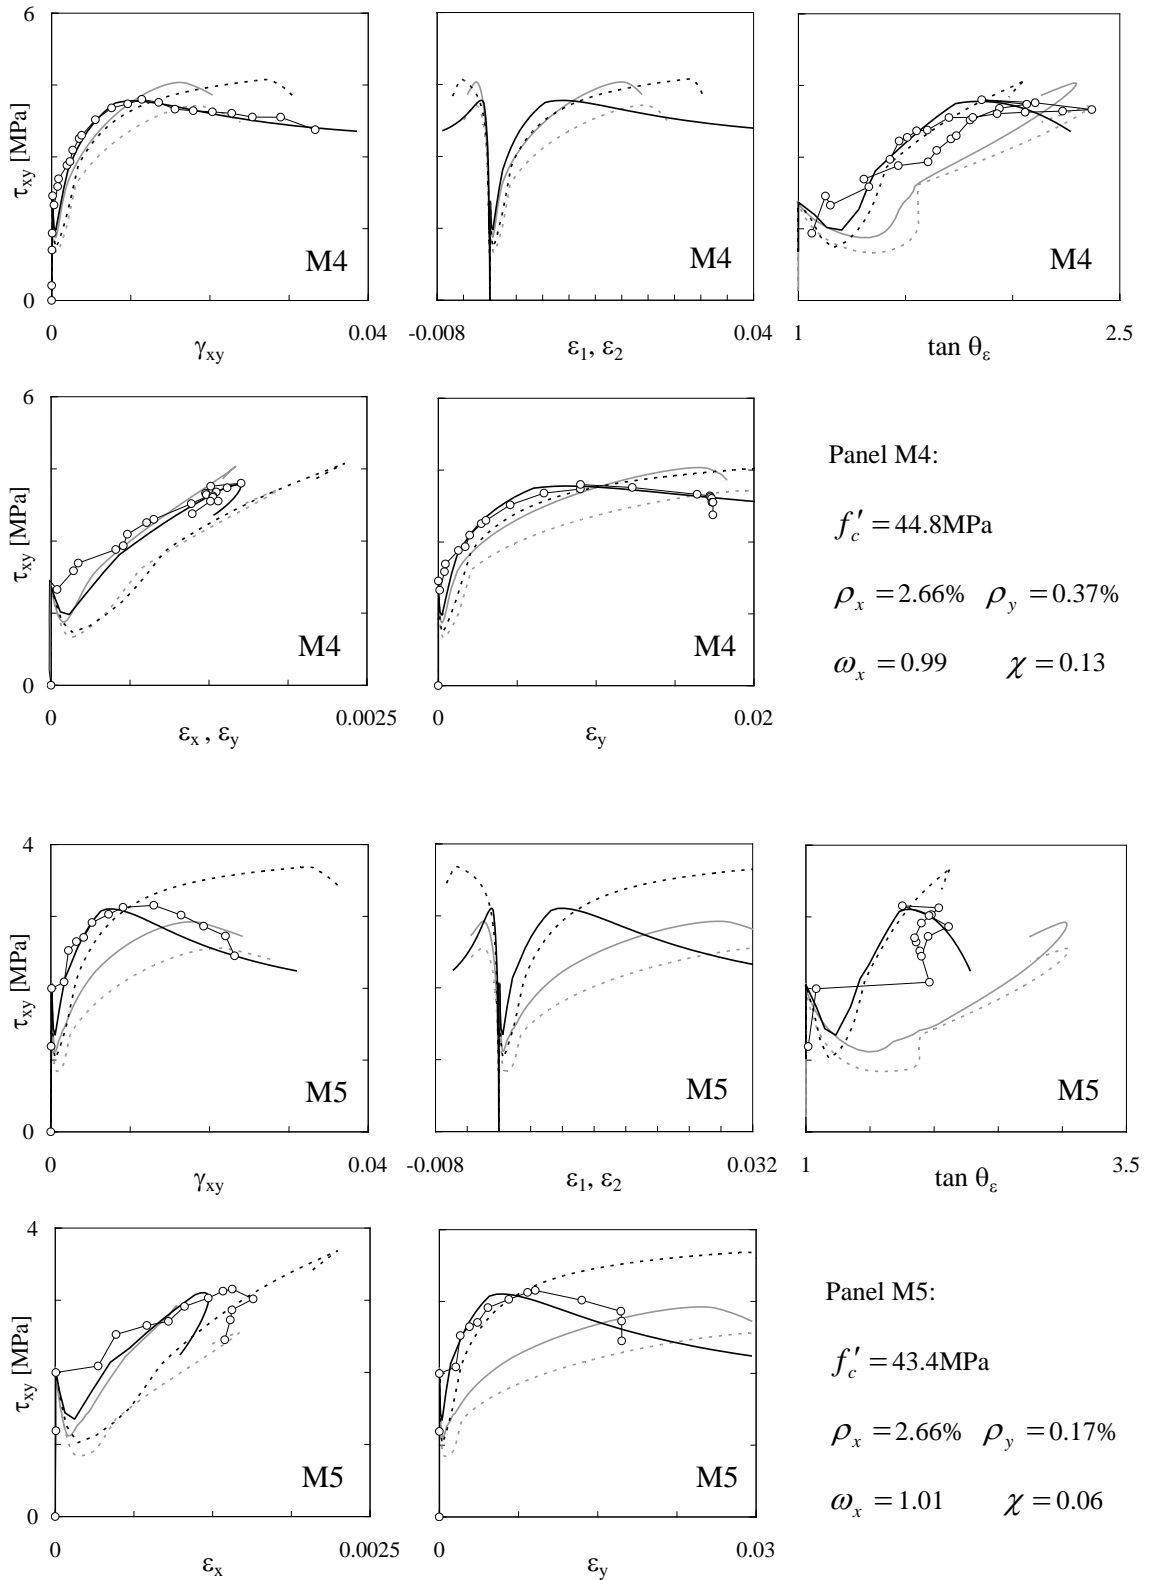 6
τxy [MPa]
0
M4
M4
M4
0
0.04
-0.008
0.04
1
2.5
γxy
ε1, ε2
tan θε
6
τxy [MPa]
0
M4
M4
0
0.0025
0
0.02
εx , εy
εy
Panel M4:
f′c = 44.8MPa
ρx = 2.66% ρy = 0.37%
ωx = 0.99 χ = 0.13
4
τxy [MPa]
0
M5
M5
M5
0
0.04
-0.008
0.032
1
3.5
γxy
ε1, ε2
tan θε
4
τxy [MPa]
0
M5
M5
0
0.0025
0
0.03
εx
εy
Panel M5:
f′c = 43.4MPa
ρx = 2.66% ρy = 0.17%
ωx = 1.01 χ = 0.06